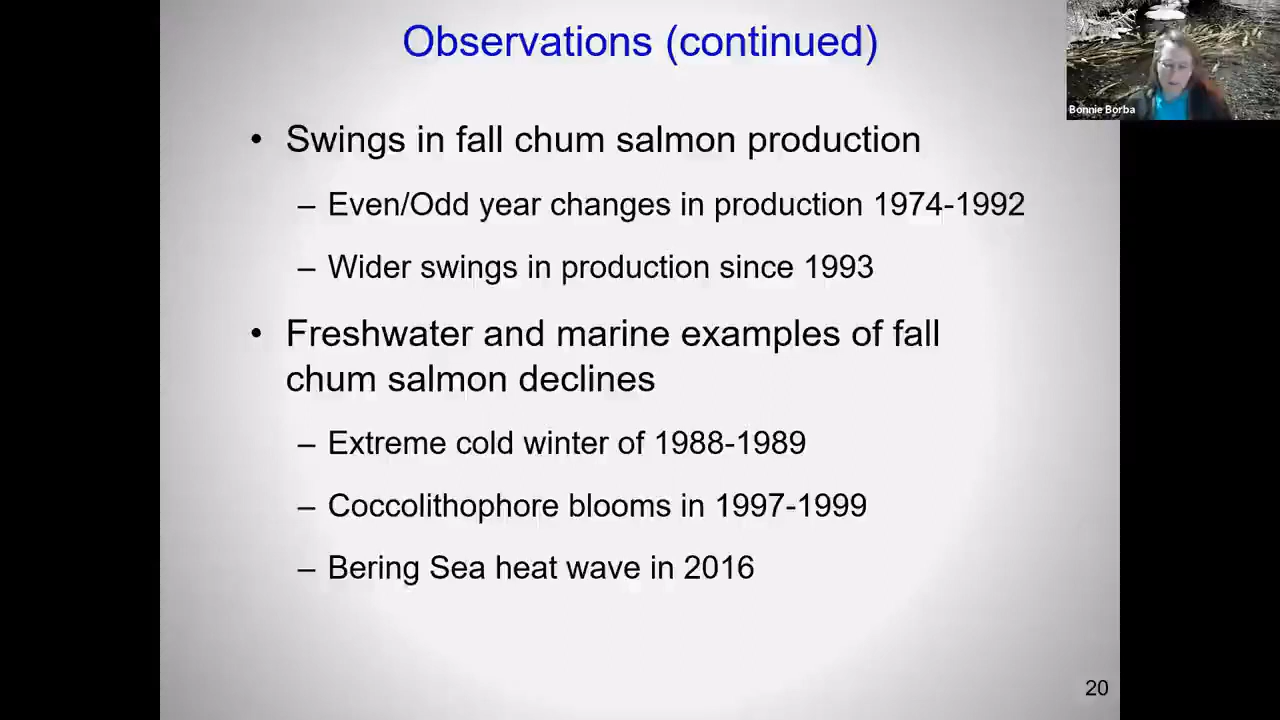 Observations (continued)
Bonnie Borba
• Swings in fall chum salmon production
– Even/Odd year changes in production 1974-1992
– Wider swings in production since 1993
• Freshwater and marine examples of fall
chum salmon declines
– Extreme cold winter of 1988-1989
– Coccolithophore blooms in 1997-1999
– Bering Sea heat wave in 2016
20